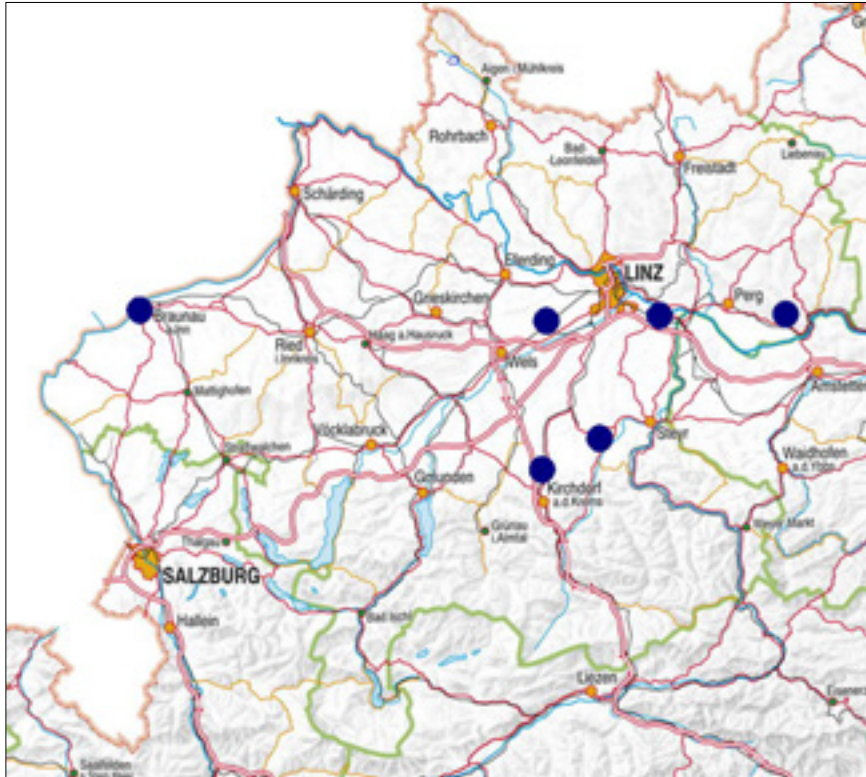 Aigen i.Mühlkreis
Rohrbach
Bad-
-Leonfelden
Freistadt
Liebenau
Schärding
Eferding
LINZ
Grieskirchen
Perg
Braunau
a.Inn
Ried
i.Innkreis
Haag a.Hausruck
Wels
Amstetten
Mattighofen
Vöcklabruck
Steyr
Straßwalchen
Waidhofen
a.d.Ybbs
Gmunden
Kirchdorf
a.d.Krems
Grünau
i.Almtal
Weyer Markt
Thalgau
SALZBURG
Hallein
Bad Ischl
Liezen
Saalfelden